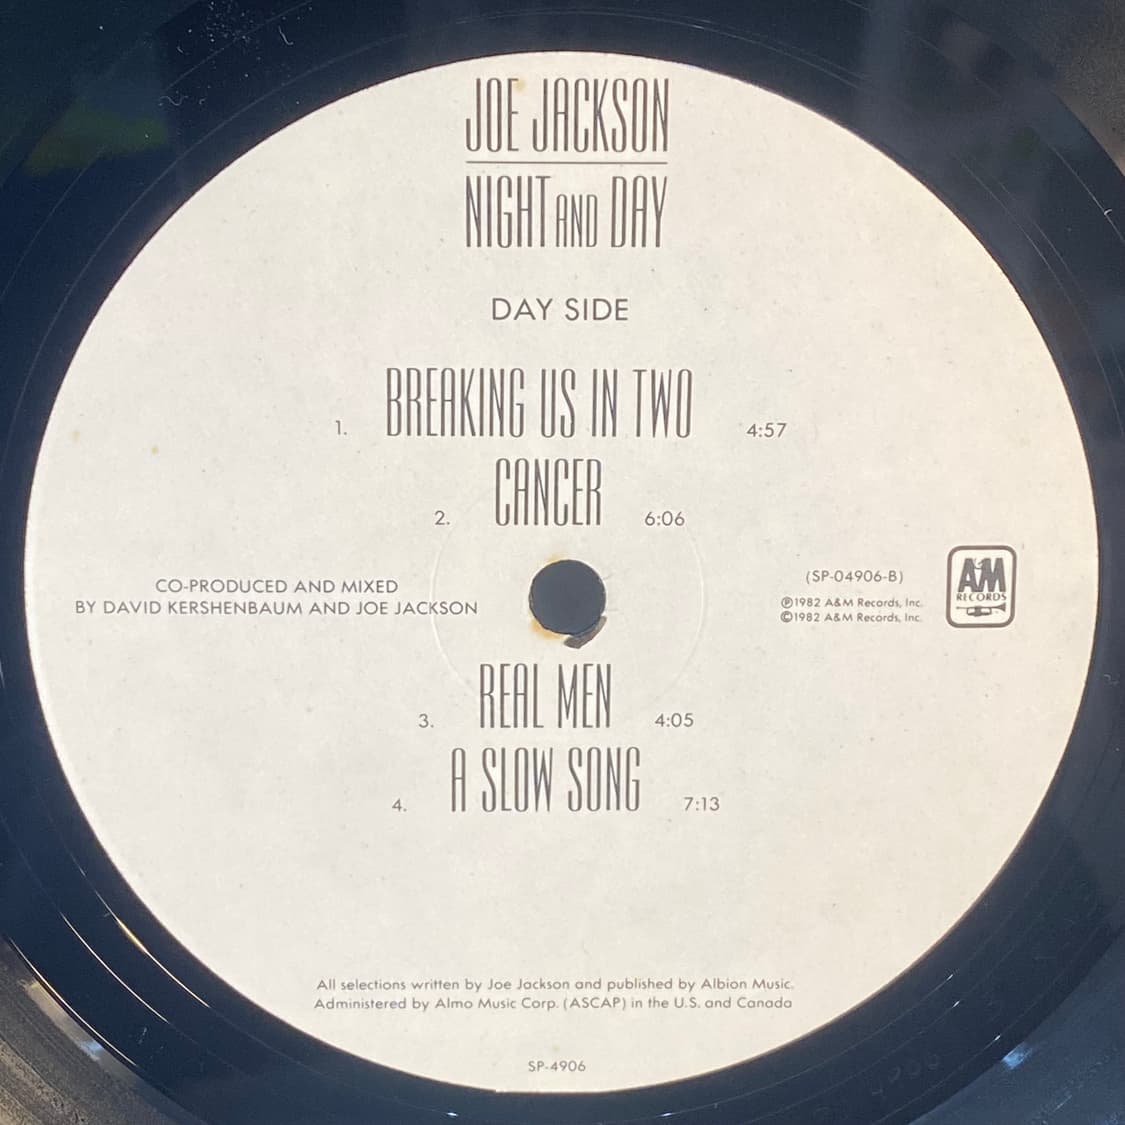 JOE JACKSON
NIGHT AND DAY
DAY SIDE
1. BREAKING US IN TWO 4:57
2. CANCER 6:06
CO-PRODUCED AND MIXED
BY DAVID KERSHENBAUM AND JOE JACKSON
(SP-04906-B)
℗1982 A&M Records, Inc.
©1982 A&M Records, Inc.
A&M
RECORDS
3. REAL MEN 4:05
4. A SLOW SONG 7:13
All selections written by Joe Jackson and published by Albion Music.
Administered by Almo Music Corp. (ASCAP) in the U.S. and Canada
SP-4906